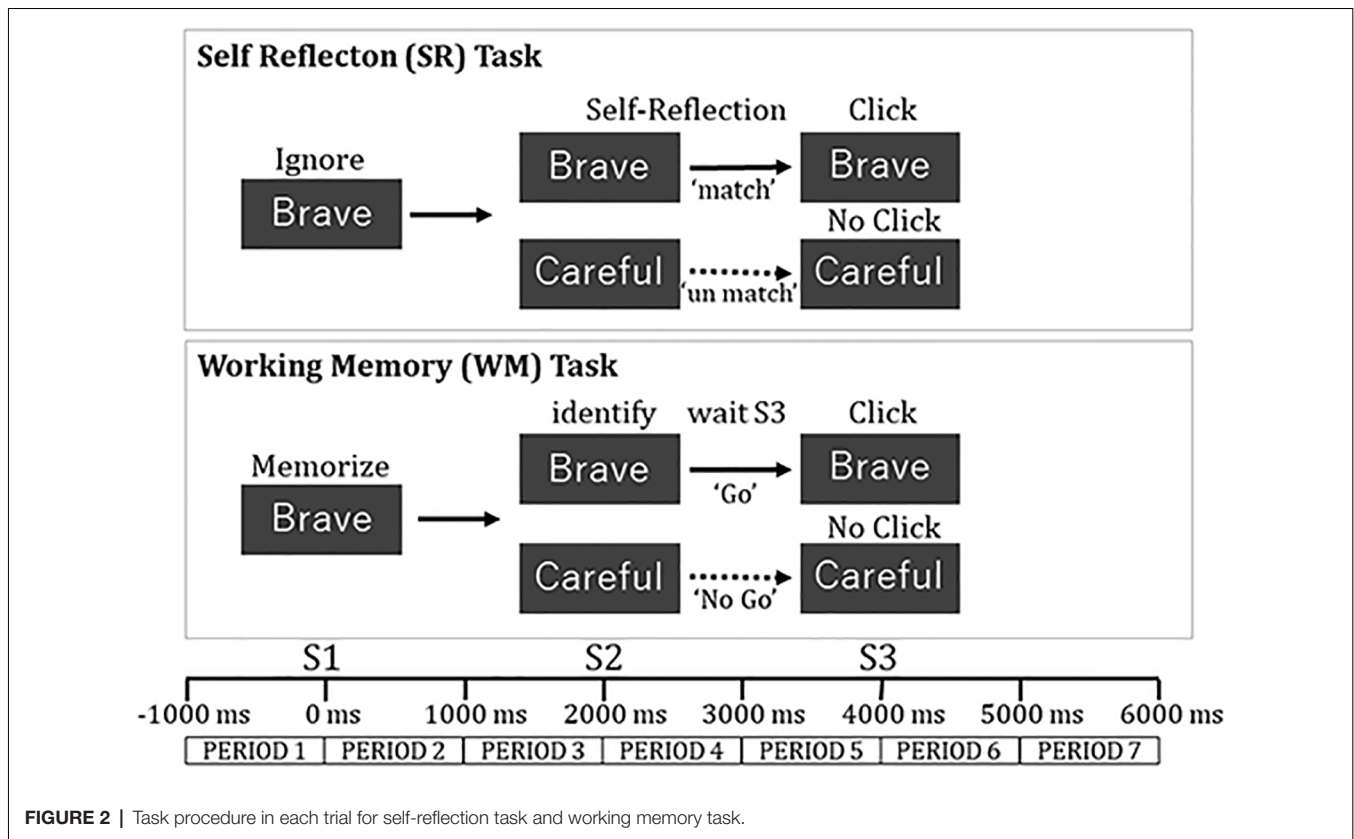 Self Reflecton (SR) Task
Self-Reflection Click
Ignore
Brave
Brave
'match'
Brave
No Click
Careful
'un match'
Careful
Working Memory (WM) Task
identify wait S3 Click
Memorize
Brave
Brave
'Go'
Brave
No Click
Careful
'No Go'
Careful
S1 S2 S3
-1000 ms 0 ms 1000 ms 2000 ms 3000 ms 4000 ms 5000 ms 6000 ms
PERIOD 1 PERIOD 2 PERIOD 3 PERIOD 4 PERIOD 5 PERIOD 6 PERIOD 7
FIGURE 2 | Task procedure in each trial for self-reflection task and working memory task.